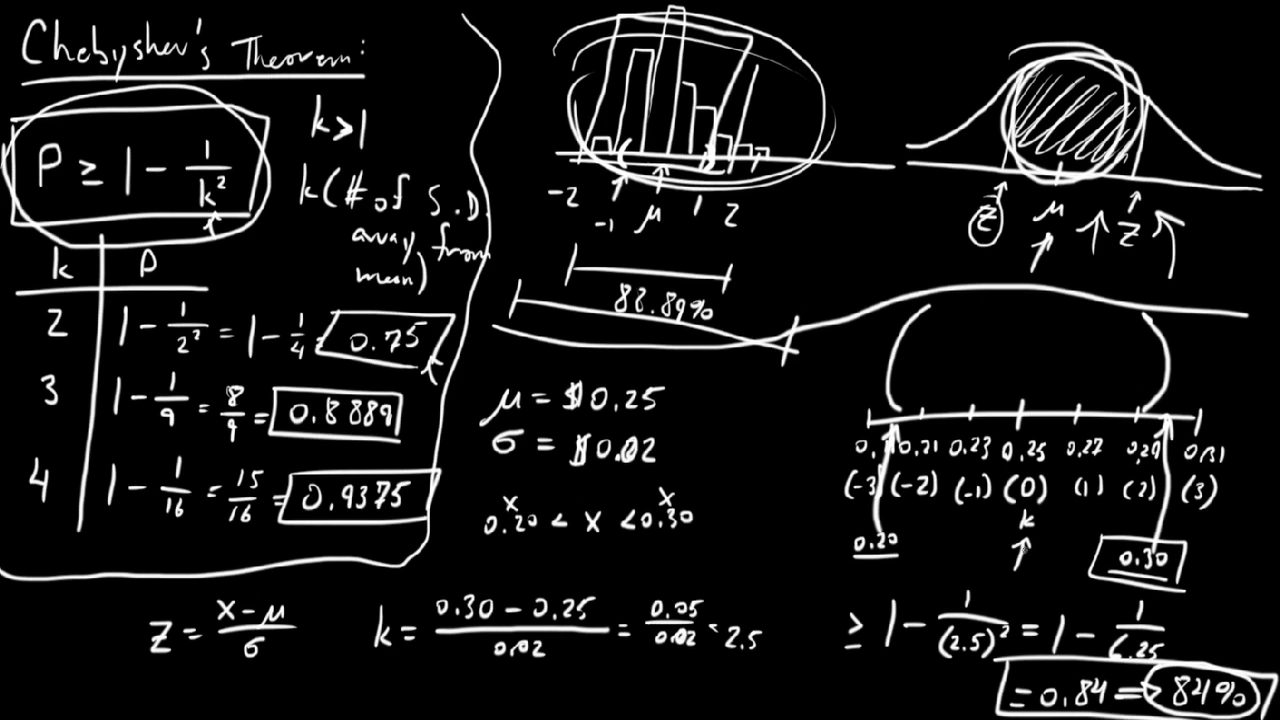 Chebyshev's Theorem:
P ≥ 1 - 1/k²
k > 1
k (# of S.D. away from mean)
k | P
2 | 1 - 1/2² = 1 - 1/4 = 0.75
3 | 1 - 1/9 = 8/9 = 0.8889
4 | 1 - 1/16 = 15/16 = 0.9375
-2 -1 μ 1 2
88.89%
z μ z
μ = $0.25
σ = $0.02
x x
0.20 < x < 0.30
0.21 0.23 0.25 0.27 0.29 0.31
(-3) (-2) (-1) (0) (1) (2) (3)
k
0.20 0.30
z = (x - μ)/σ
k = (0.30 - 0.25)/0.02 = 0.05/0.02 = 2.5
≥ 1 - 1/(2.5)² = 1 - 1/6.25
= 0.84 => 84%